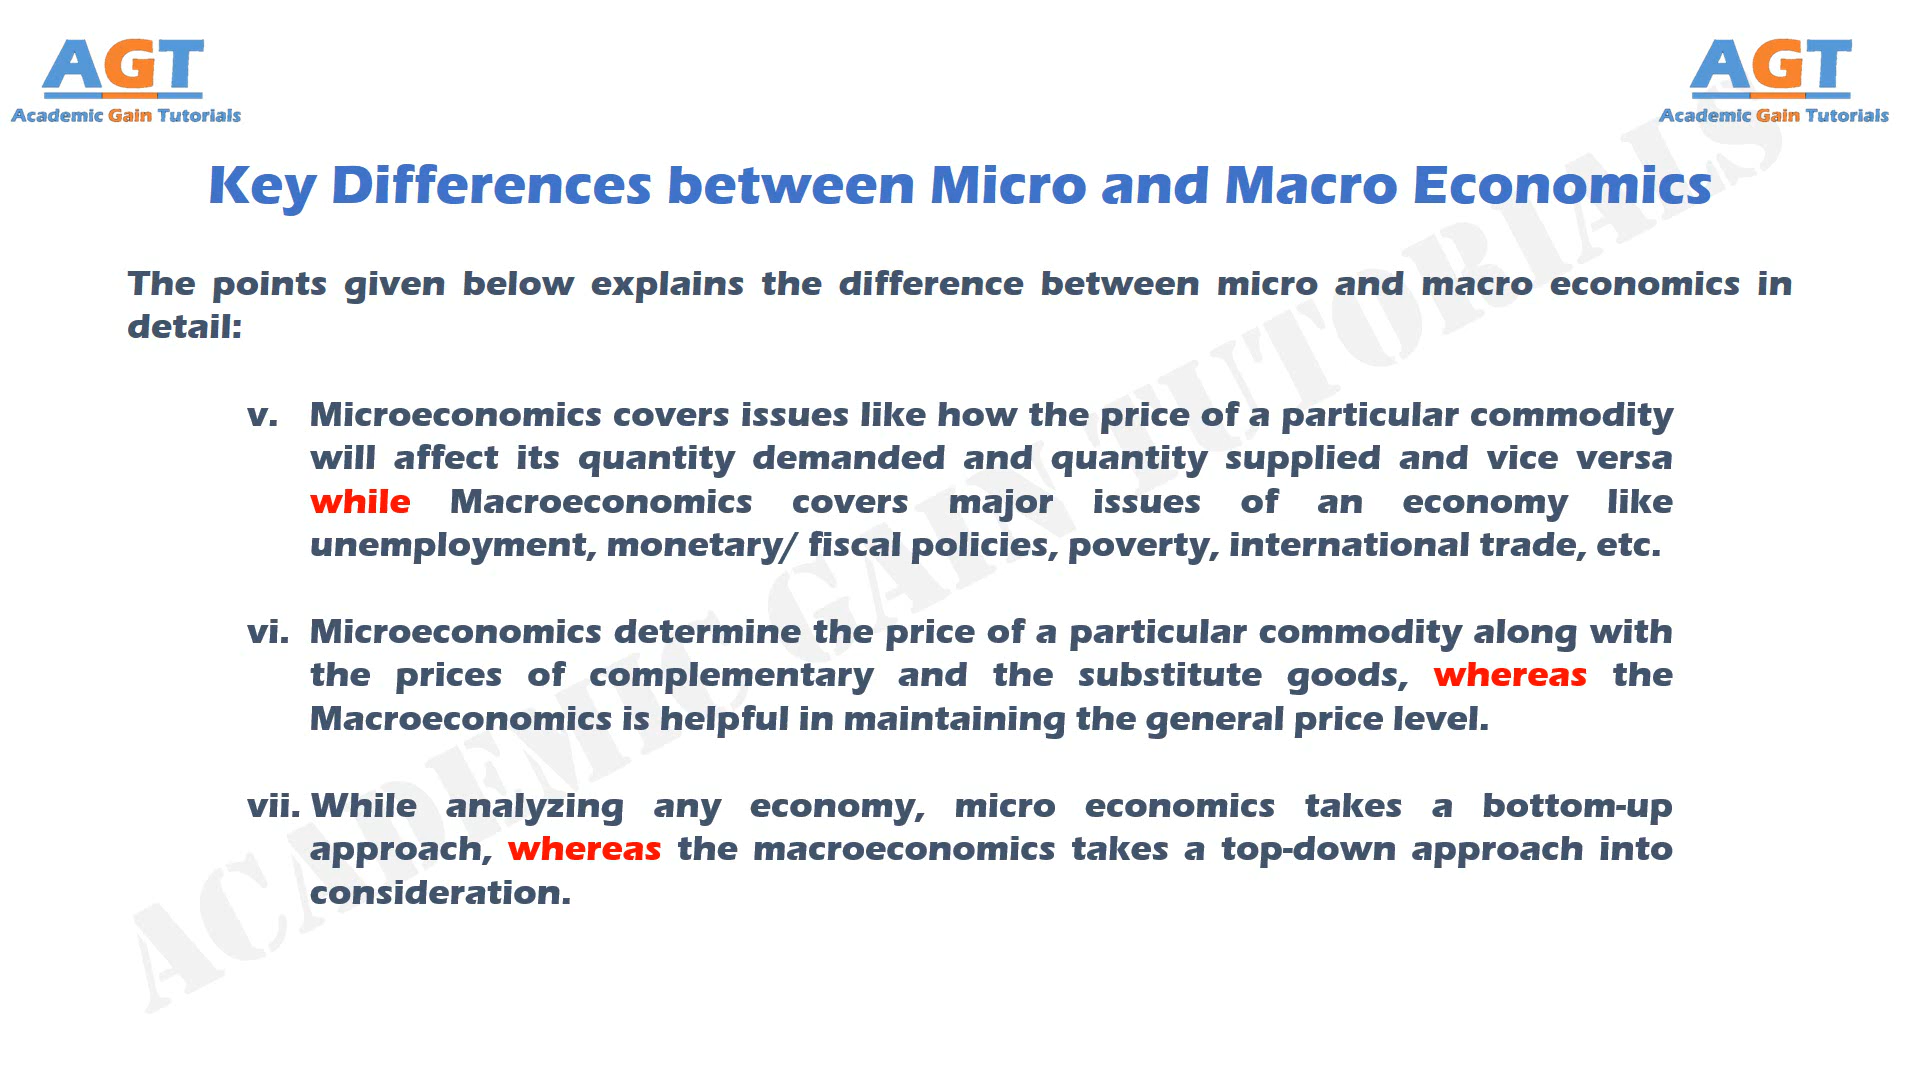 AGT
Academic Gain Tutorials
AGT
Academic Gain Tutorials
Key Differences between Micro and Macro Economics
The points given below explains the difference between micro and macro economics in
detail:
v. Microeconomics covers issues like how the price of a particular commodity
will affect its quantity demanded and quantity supplied and vice versa
while Macroeconomics covers major issues of an economy like
unemployment, monetary/ fiscal policies, poverty, international trade, etc.
vi. Microeconomics determine the price of a particular commodity along with
the prices of complementary and the substitute goods, whereas the
Macroeconomics is helpful in maintaining the general price level.
vii. While analyzing any economy, micro economics takes a bottom-up
approach, whereas the macroeconomics takes a top-down approach into
consideration.
ACADEMIC GAIN TUTORIALS